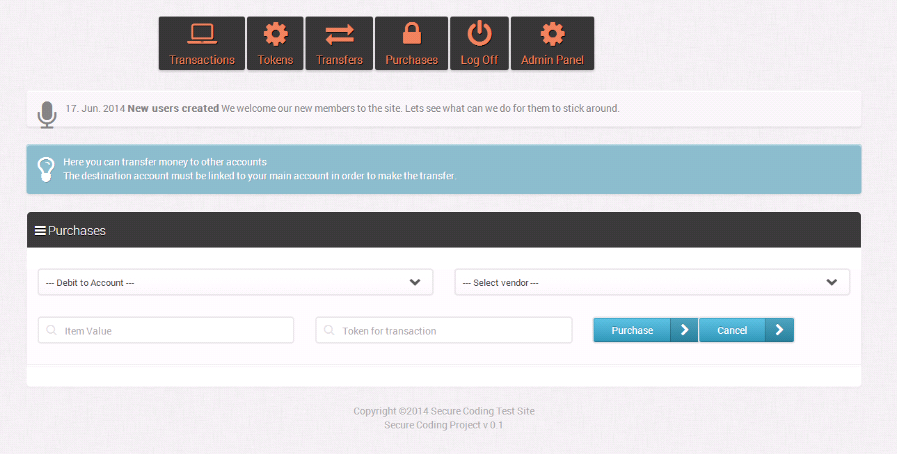 Transactions Tokens Transfers Purchases Log Off Admin Panel
17. Jun. 2014 New users created We welcome our new members to the site. Lets see what can we do for them to stick around.
Here you can transfer money to other accounts
The destination account must be linked to your main account in order to make the transfer.
Purchases
--- Debit to Account --- --- Select vendor ---
Item Value Token for transaction Purchase Cancel
Copyright ©2014 Secure Coding Test Site
Secure Coding Project v 0.1